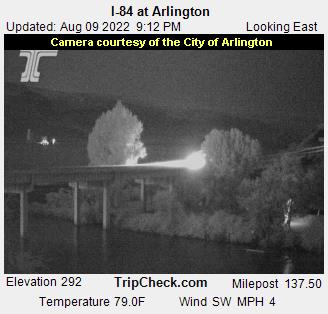 I-84 at Arlington
Updated: Aug 09 2022 9:12 PM Looking East
Camera courtesy of the City of Arlington
Elevation 292 TripCheck.com Milepost 137.50
Temperature 79.0F Wind SW MPH 4